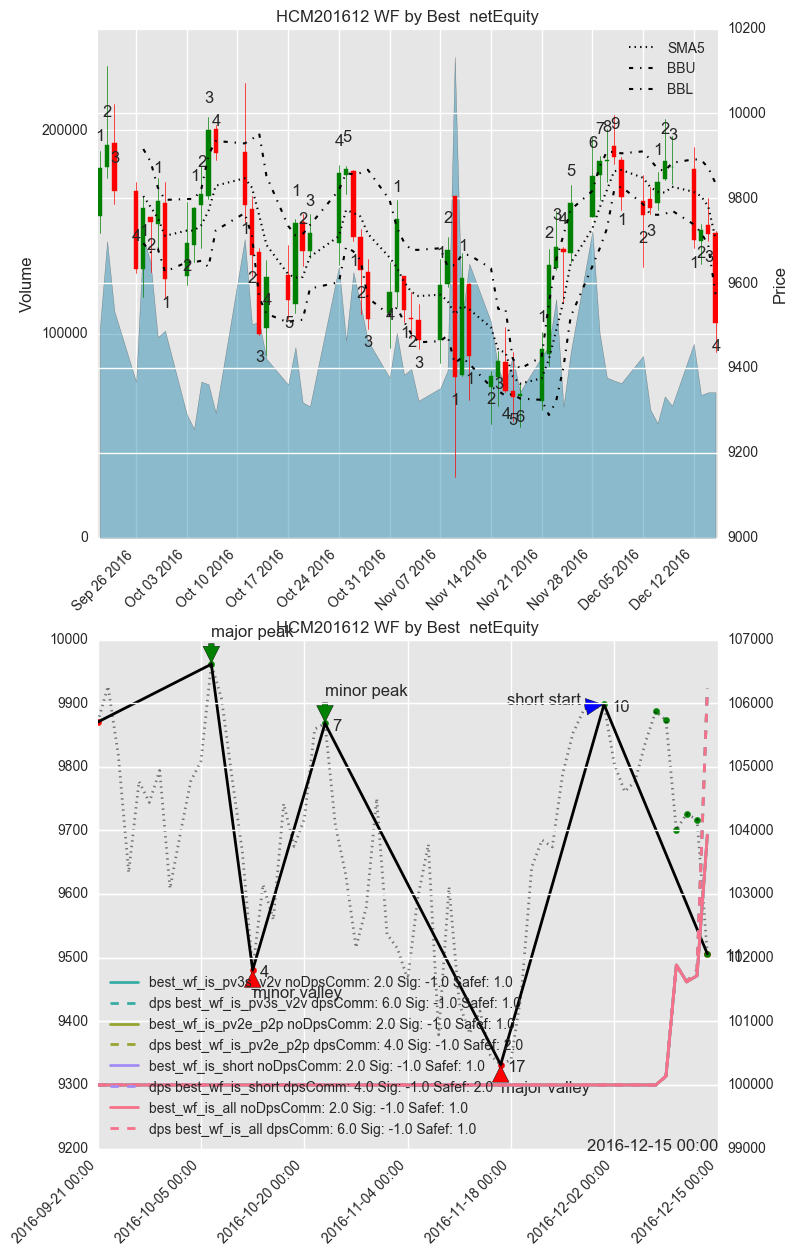 HCM201612 WF by Best netEquity
SMA5
BBU
BBL
10200
10000
9800
9600
9400
9200
9000
Price
200000
100000
0
Volume
Sep 26 2016
Oct 03 2016
Oct 10 2016
Oct 17 2016
Oct 24 2016
Oct 31 2016
Nov 07 2016
Nov 14 2016
Nov 21 2016
Nov 28 2016
Dec 05 2016
Dec 12 2016
HCM201612 WF by Best netEquity
major peak
minor peak
7
short start
10
4
minor valley
17
major valley
11
10000
9900
9800
9700
9600
9500
9400
9300
9200
107000
106000
105000
104000
103000
102000
101000
100000
99000
best_wf_is_pv3s_v2v noDpsComm: 2.0 Sig: -1.0 Safef: 1.0
dps best_wf_is_pv3s_v2v dpsComm: 6.0 Sig: -1.0 Safef: 1.0
best_wf_is_pv2e_p2p noDpsComm: 2.0 Sig: -1.0 Safef: 1.0
dps best_wf_is_pv2e_p2p dpsComm: 4.0 Sig: -1.0 Safef: 2.0
best_wf_is_short noDpsComm: 2.0 Sig: -1.0 Safef: 1.0
dps best_wf_is_short dpsComm: 4.0 Sig: -1.0 Safef: 2.0
best_wf_is_all noDpsComm: 2.0 Sig: -1.0 Safef: 1.0
dps best_wf_is_all dpsComm: 6.0 Sig: -1.0 Safef: 1.0
2016-12-15 00:00
2016-09-21 00:00
2016-10-05 00:00
2016-10-20 00:00
2016-11-04 00:00
2016-11-18 00:00
2016-12-02 00:00
2016-12-15 00:00